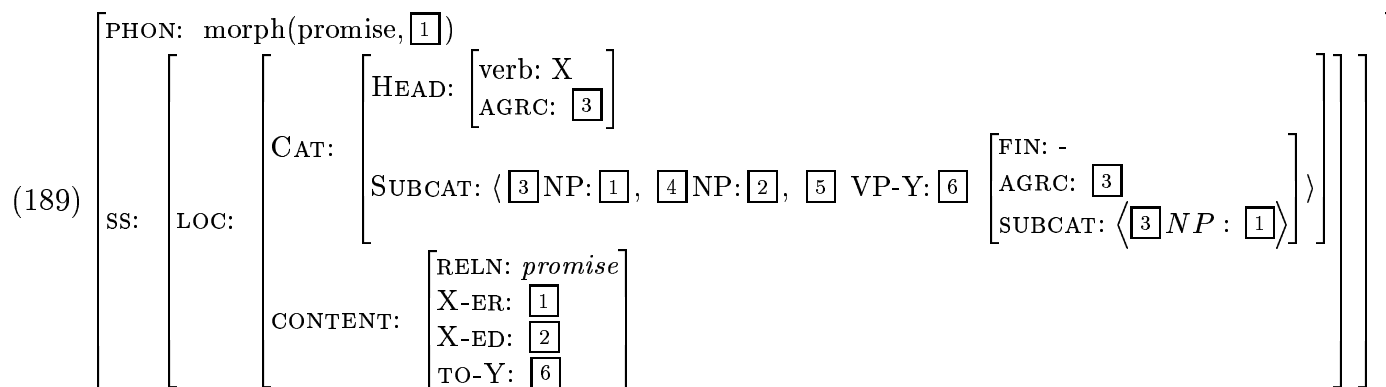 PHON: morph(promise, 1)
verb: X
HEAD:
AGRC: 3
CAT:
FIN: -
AGRC: 3
SUBCAT: ⟨ 3 NP: 1, 4 NP: 2, 5 VP-Y: 6
SUBCAT: ⟨ 3 NP : 1 ⟩ ⟩
(189) SS: LOC:
RELN: promise
X-ER: 1
CONTENT:
X-ED: 2
TO-Y: 6